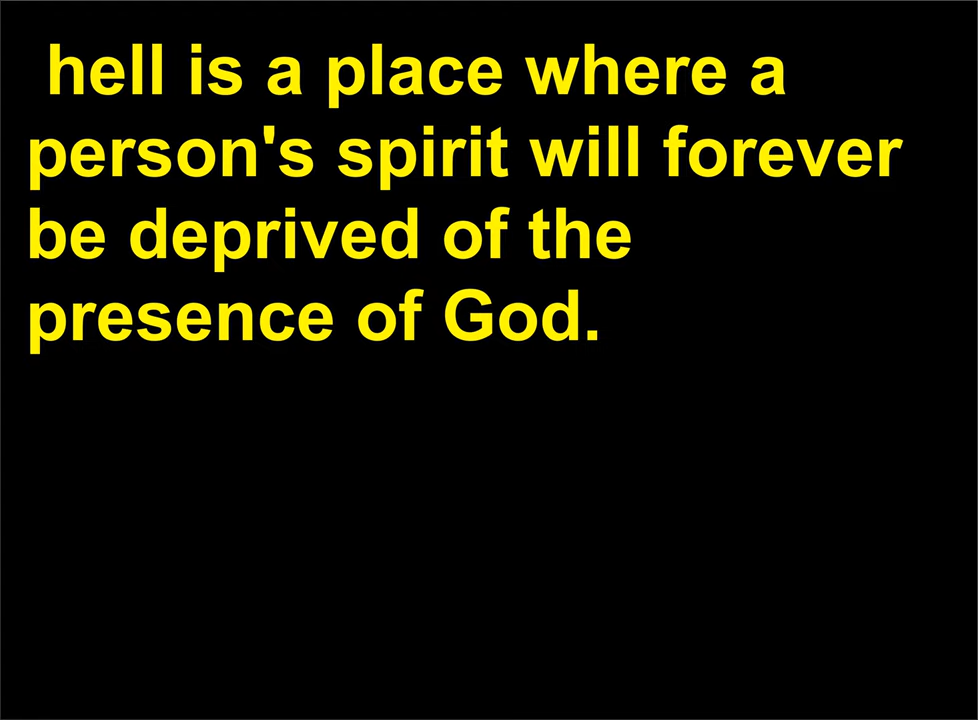 hell is a place where a
person's spirit will forever
be deprived of the
presence of God.